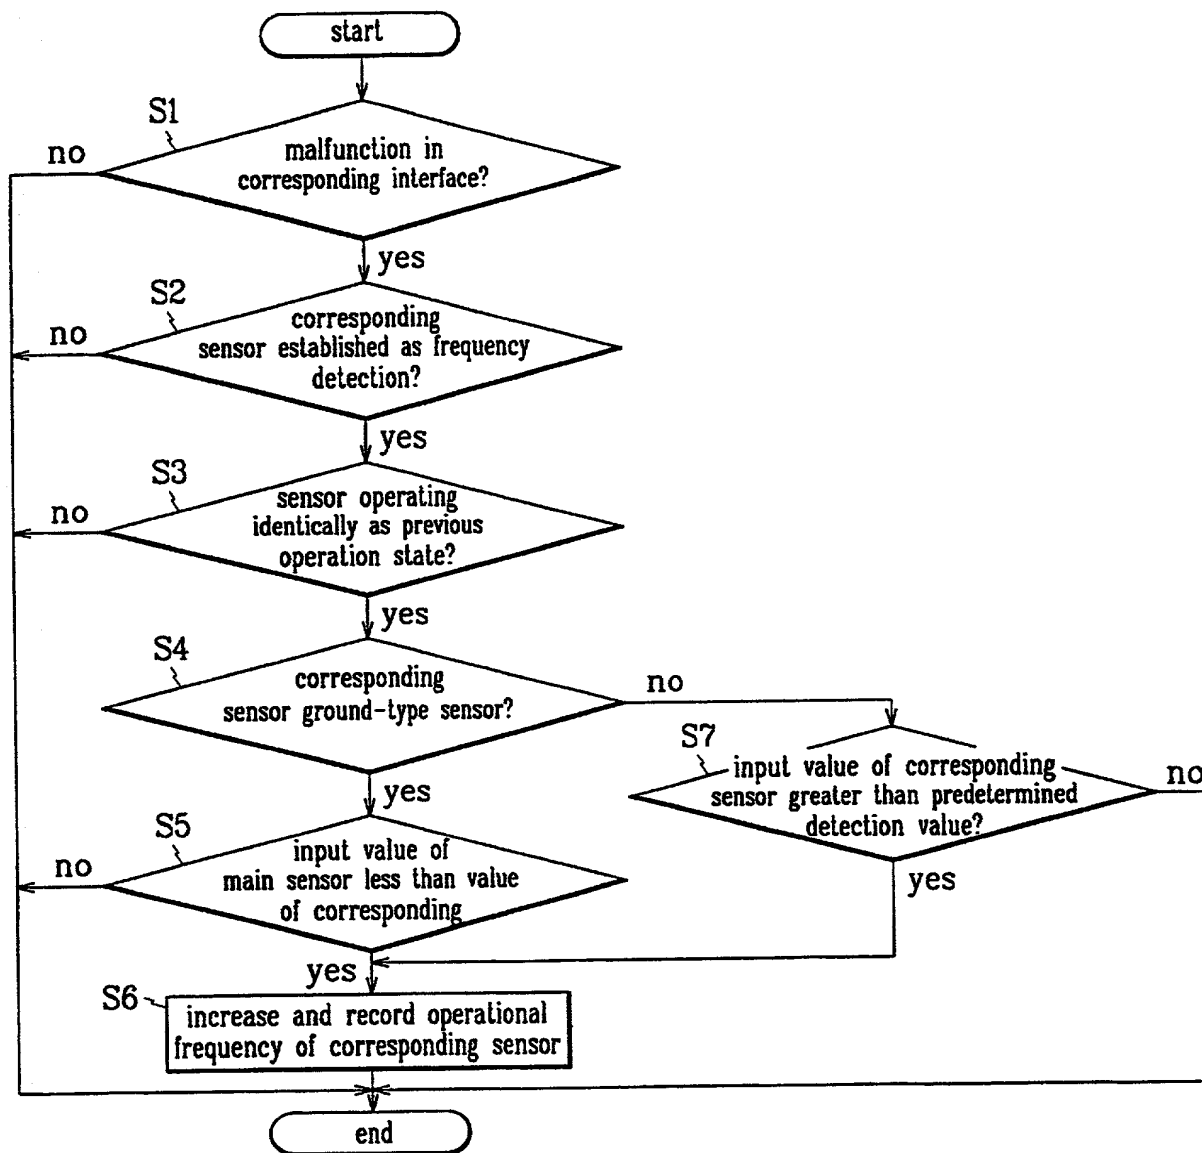 start
S1
malfunction in
corresponding interface?
no
yes
S2
corresponding
sensor established as frequency
detection?
no
yes
S3
sensor operating
identically as previous
operation state?
no
yes
S4
corresponding
sensor ground-type sensor?
no
yes
S7
input value of corresponding
sensor greater than predetermined
detection value?
no
yes
S5
input value of
main sensor less than value
of corresponding
no
yes
S6
increase and record operational
frequency of corresponding sensor
end